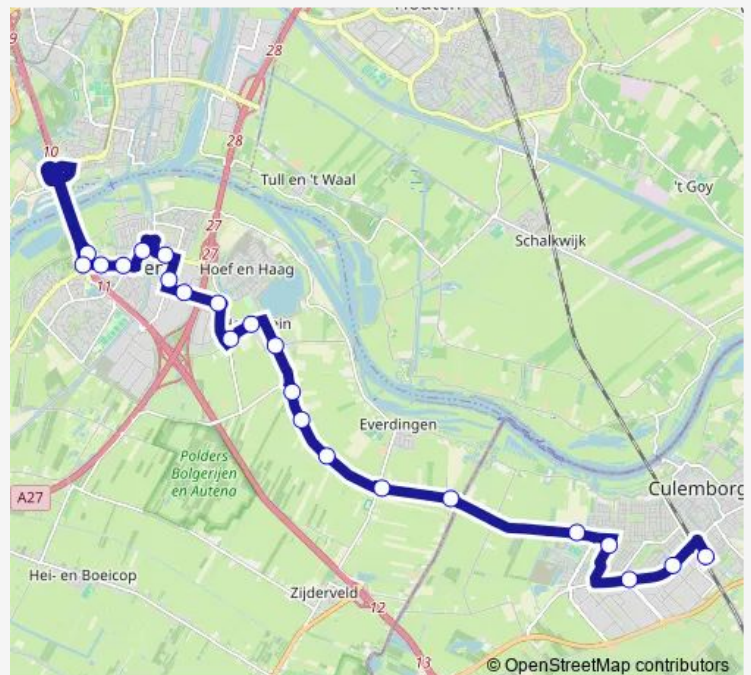 28
10
28
Tull en 't Waal
't Goy
27
27
Schalkwijk
Hoef en Haag
11
Everdingen
Polders
Bolgerijen
en Autena
A27
Culemborg
Hei- en Boeicop
Zijderveld
12
13
© OpenStreetMap contributors